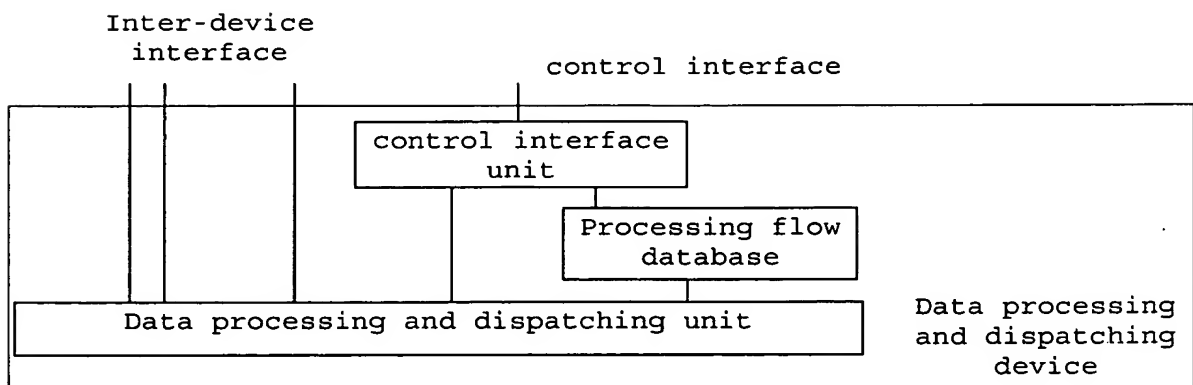 Inter-device
interface
control interface
control interface
unit
Processing flow
database
Data processing and dispatching unit
Data processing
and dispatching
device